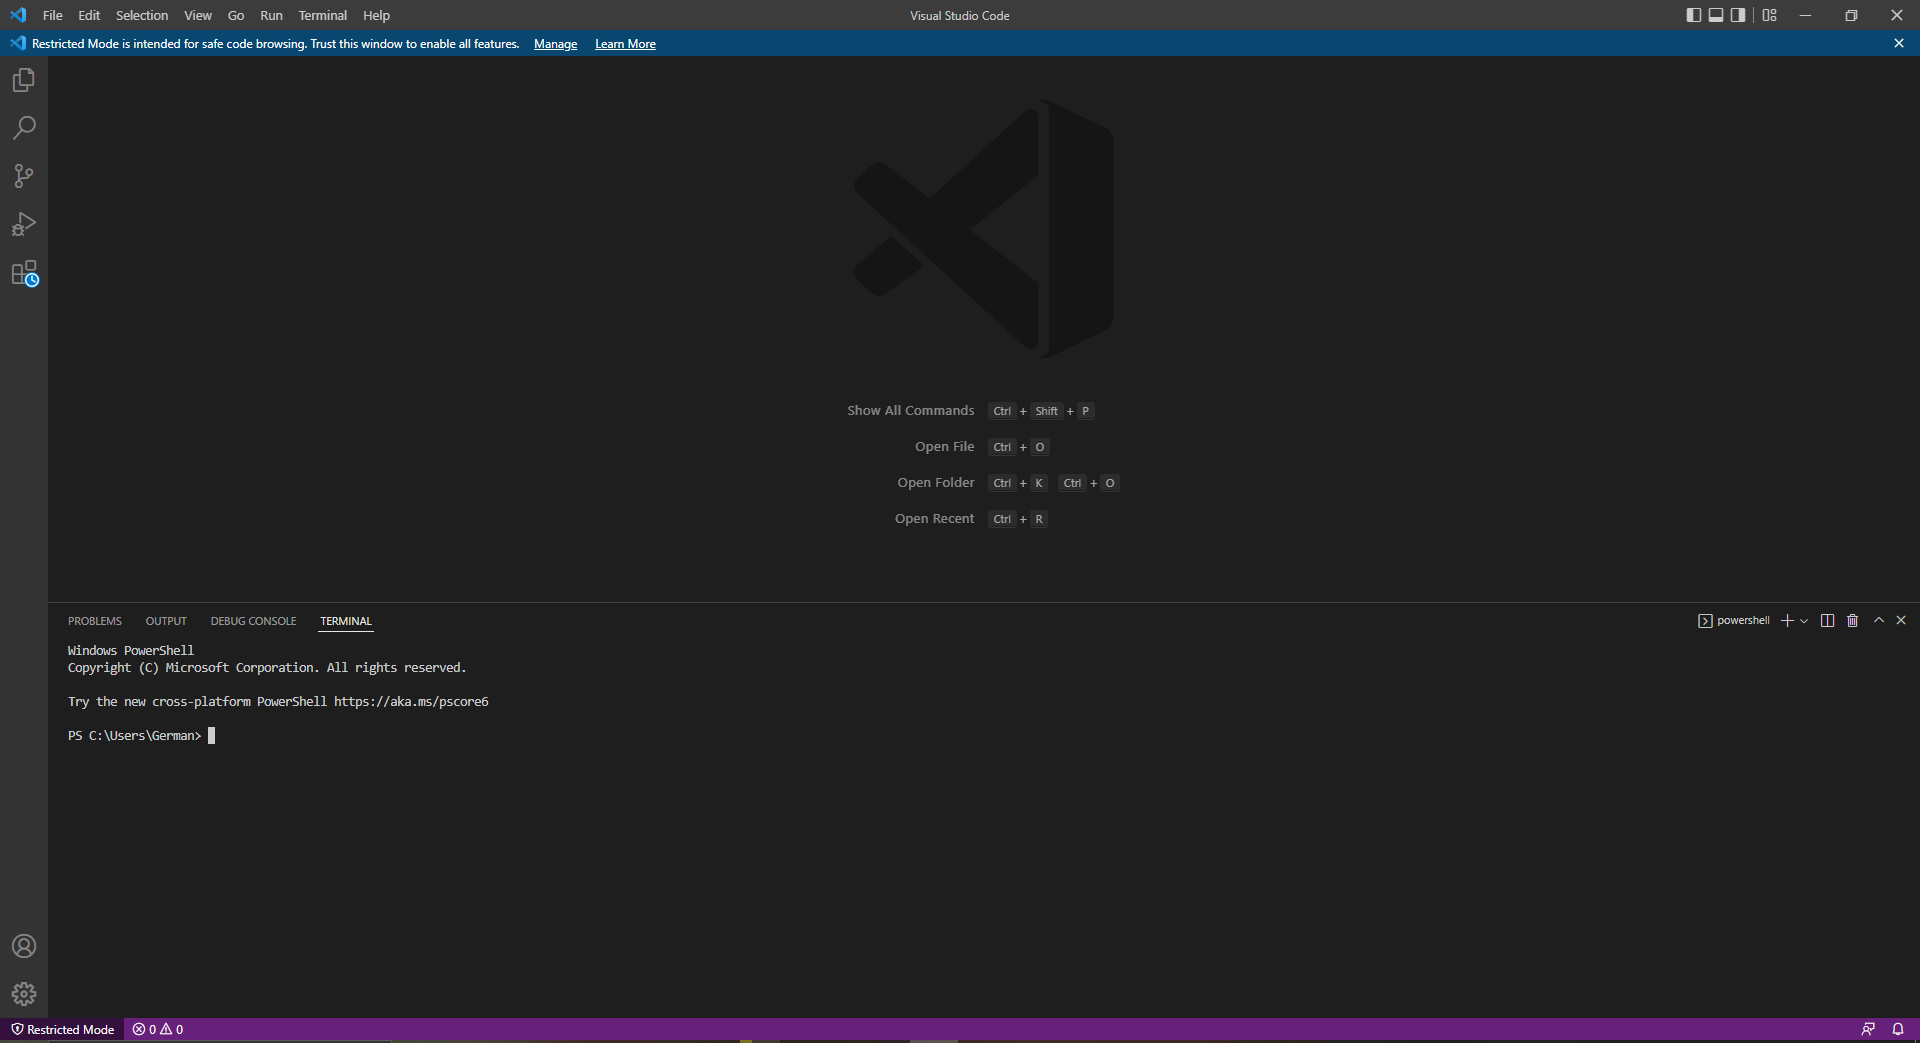 File Edit Selection View Go Run Terminal Help Visual Studio Code
Restricted Mode is intended for safe code browsing. Trust this window to enable all features. Manage Learn More
Show All Commands Ctrl + Shift + P
Open File Ctrl + O
Open Folder Ctrl + K Ctrl + O
Open Recent Ctrl + R
PROBLEMS OUTPUT DEBUG CONSOLE TERMINAL powershell
Windows PowerShell
Copyright (C) Microsoft Corporation. All rights reserved.
Try the new cross-platform PowerShell https://aka.ms/pscore6
PS C:\Users\German>
Restricted Mode 0 0